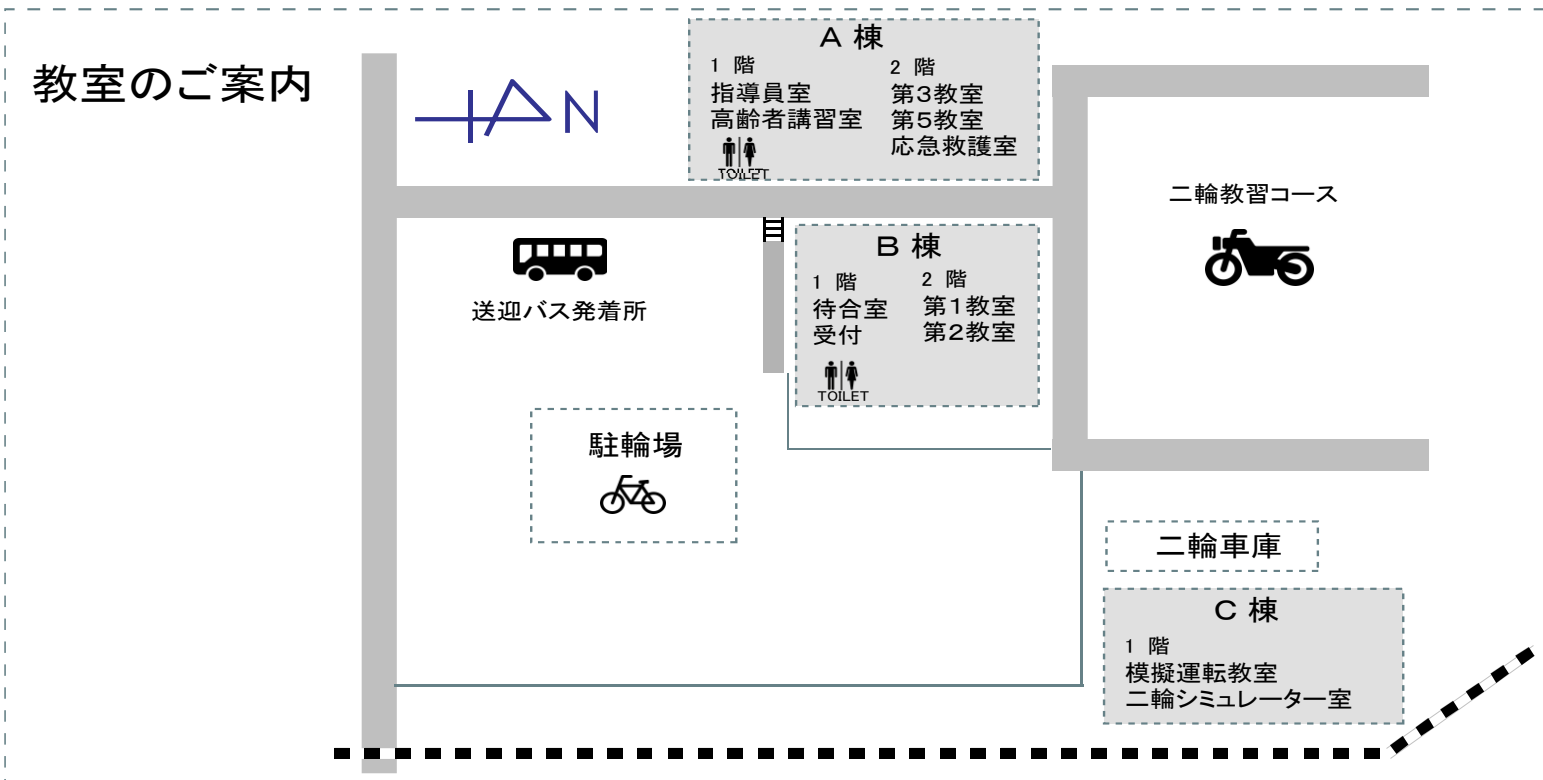 教室のご案内
HAN
A 棟
1 階
指導員室
高齢者講習室
TOILET
2 階
第3教室
第5教室
応急救護室
二輪教習コース
送迎バス発着所
B 棟
1 階
待合室
受付
TOILET
2 階
第1教室
第2教室
駐輪場
二輪車庫
C 棟
1 階
模擬運転教室
二輪シミュレーター室